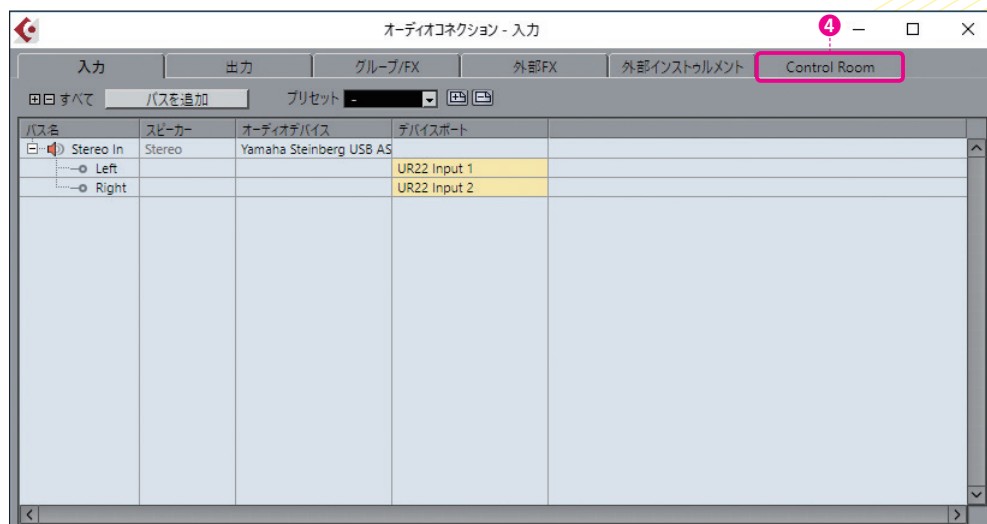 オーディオコネクション - 入力
4
入力 出力 グループ/FX 外部FX 外部インストゥルメント Control Room
すべて バスを追加 プリセット -
バス名 スピーカー オーディオデバイス デバイスポート
Stereo In Stereo Yamaha Steinberg USB AS
Left UR22 Input 1
Right UR22 Input 2